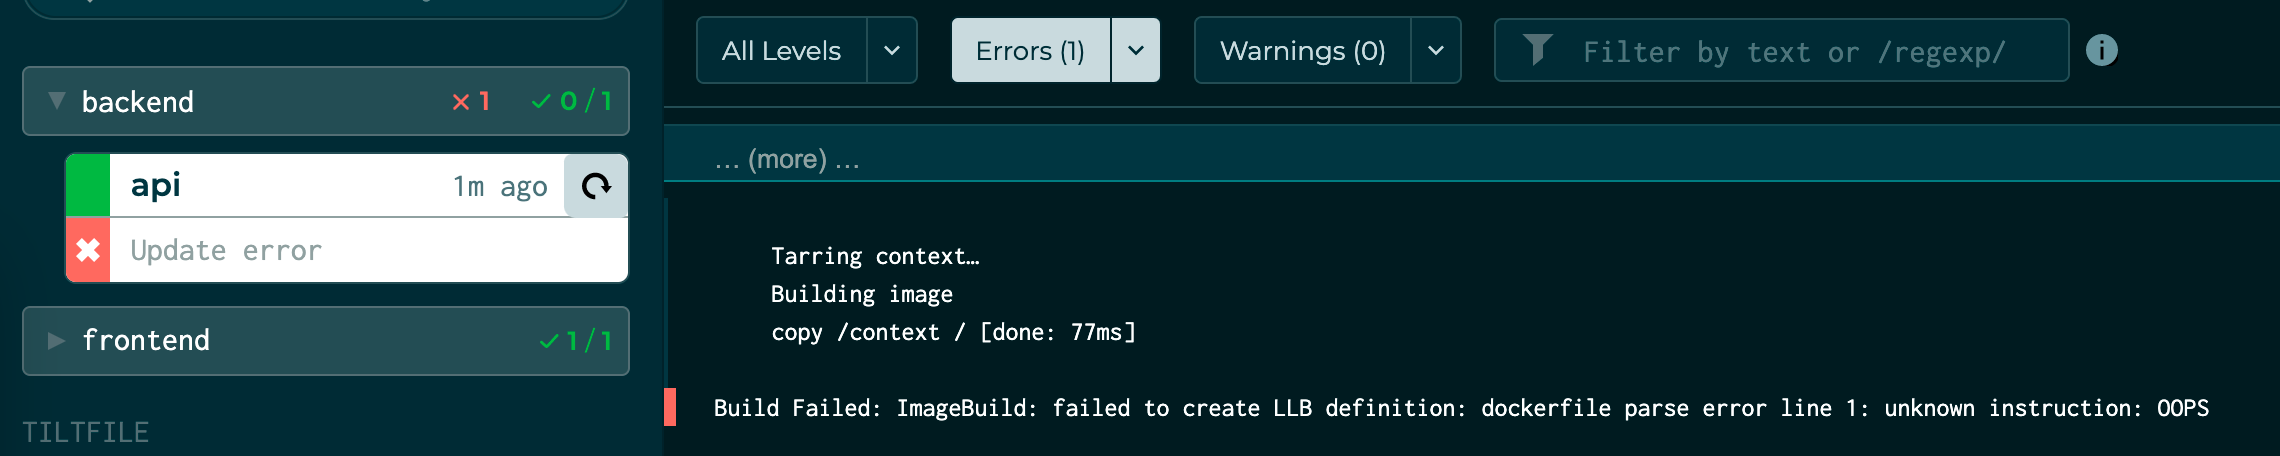 backend 1 0/1
api 1m ago
Update error
frontend 1/1
TILTFILE
All Levels Errors (1) Warnings (0) Filter by text or /regexp/ i
… (more) …
Tarring context…
Building image
copy /context / [done: 77ms]
Build Failed: ImageBuild: failed to create LLB definition: dockerfile parse error line 1: unknown instruction: OOPS